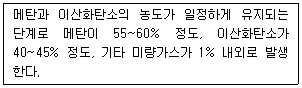 메탄과 이산화탄소의 농도가 일정하게 유지되는
단계로 메탄이 55~60% 정도, 이산화탄소가
40~45% 정도, 기타 미량가스가 1% 내외로 발생
한다.